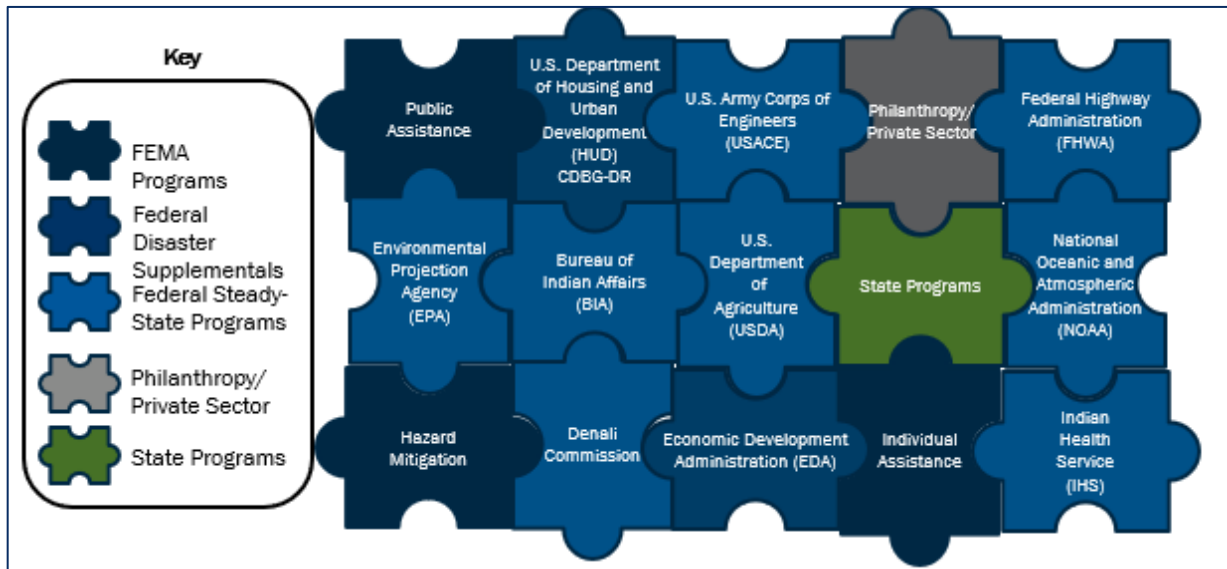 Key
FEMA
Programs
Federal
Disaster
Supplementals
Federal Steady-
State Programs
Philanthropy/
Private Sector
State Programs
Public
Assistance
U.S. Department
of Housing and
Urban
Development
(HUD)
CDBG-DR
U.S. Army Corps of
Engineers
(USACE)
Philanthropy/
Private Sector
Federal Highway
Administration
(FHWA)
Environmental
Projection
Agency
(EPA)
Bureau of
Indian Affairs
(BIA)
U.S.
Department
of
Agriculture
(USDA)
State Programs
National
Oceanic and
Atmospheric
Administration
(NOAA)
Hazard
Mitigation
Denali
Commission
Economic Development
Administration (EDA)
Individual
Assistance
Indian
Health
Service
(IHS)